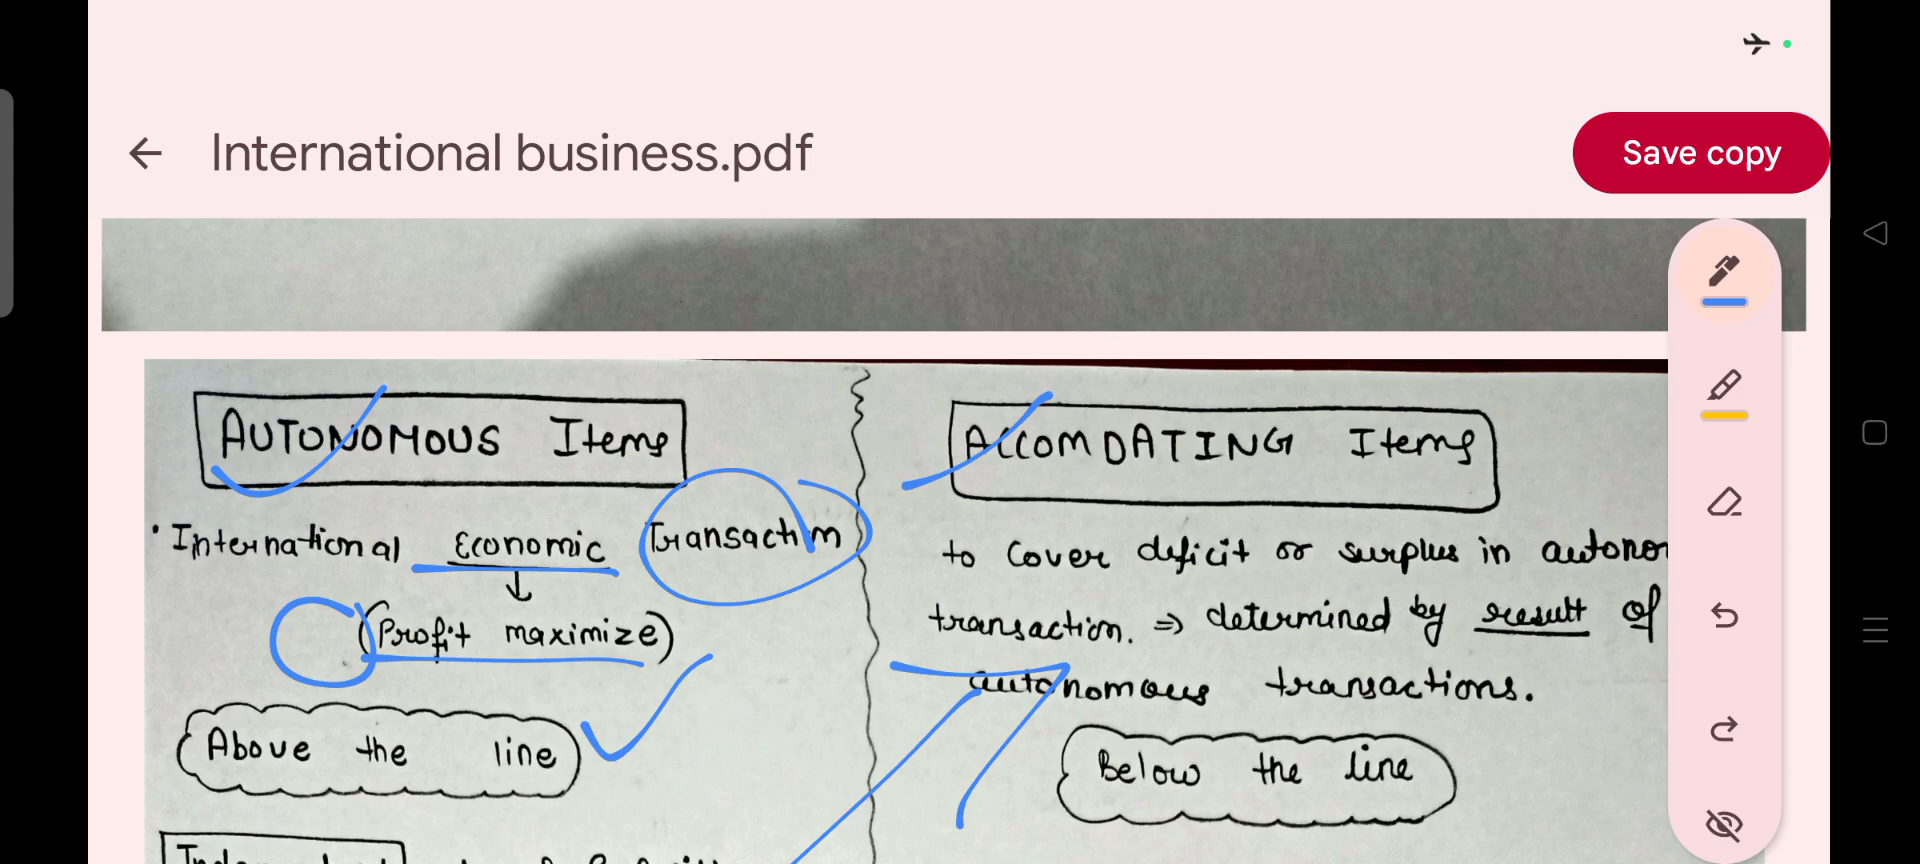 International business.pdf
Save copy
AUTONOMOUS Items
• International Economic Transaction
↓
(Profit maximize)
Above the line
ACCOMDATING Items
to cover deficit or surplus in
transaction. ⇒ determined by result of
autonomous transactions.
Below the line